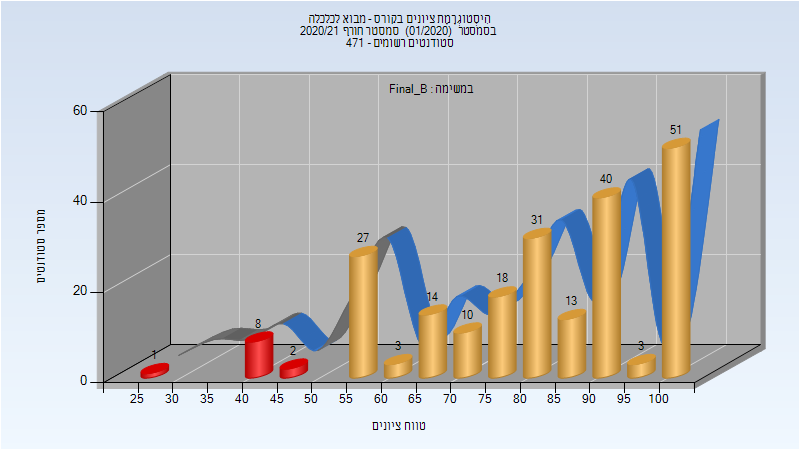 הִיסְטוֹגְרָמַת ציונים בקורס - מבוא לכלכלה
בסמסטר (01/2020) סמסטר חורף 2020/21
סטודנטים רשומים - 471
במשימה : Final_B
מספר סטודנטים
60
40
20
0
1
8
2
27
3
14
10
18
31
13
40
3
51
25 30 35 40 45 50 55 60 65 70 75 80 85 90 95 100
טווח ציונים